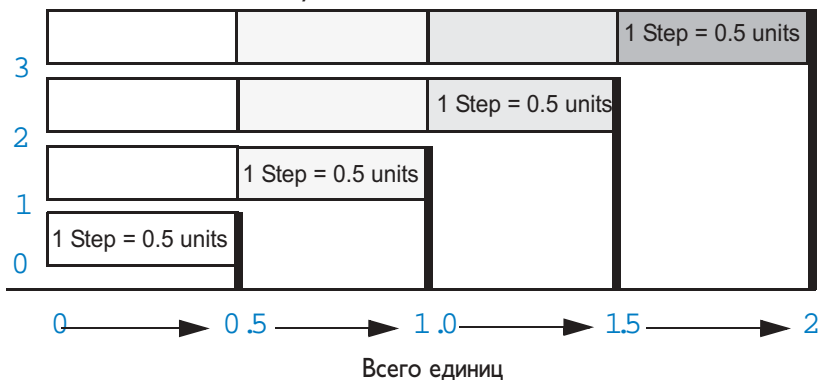 1 Step = 0.5 units
3
1 Step = 0.5 units
2
1 Step = 0.5 units
1
1 Step = 0.5 units
0
0 0.5 1.0 1.5 2
Всего единиц